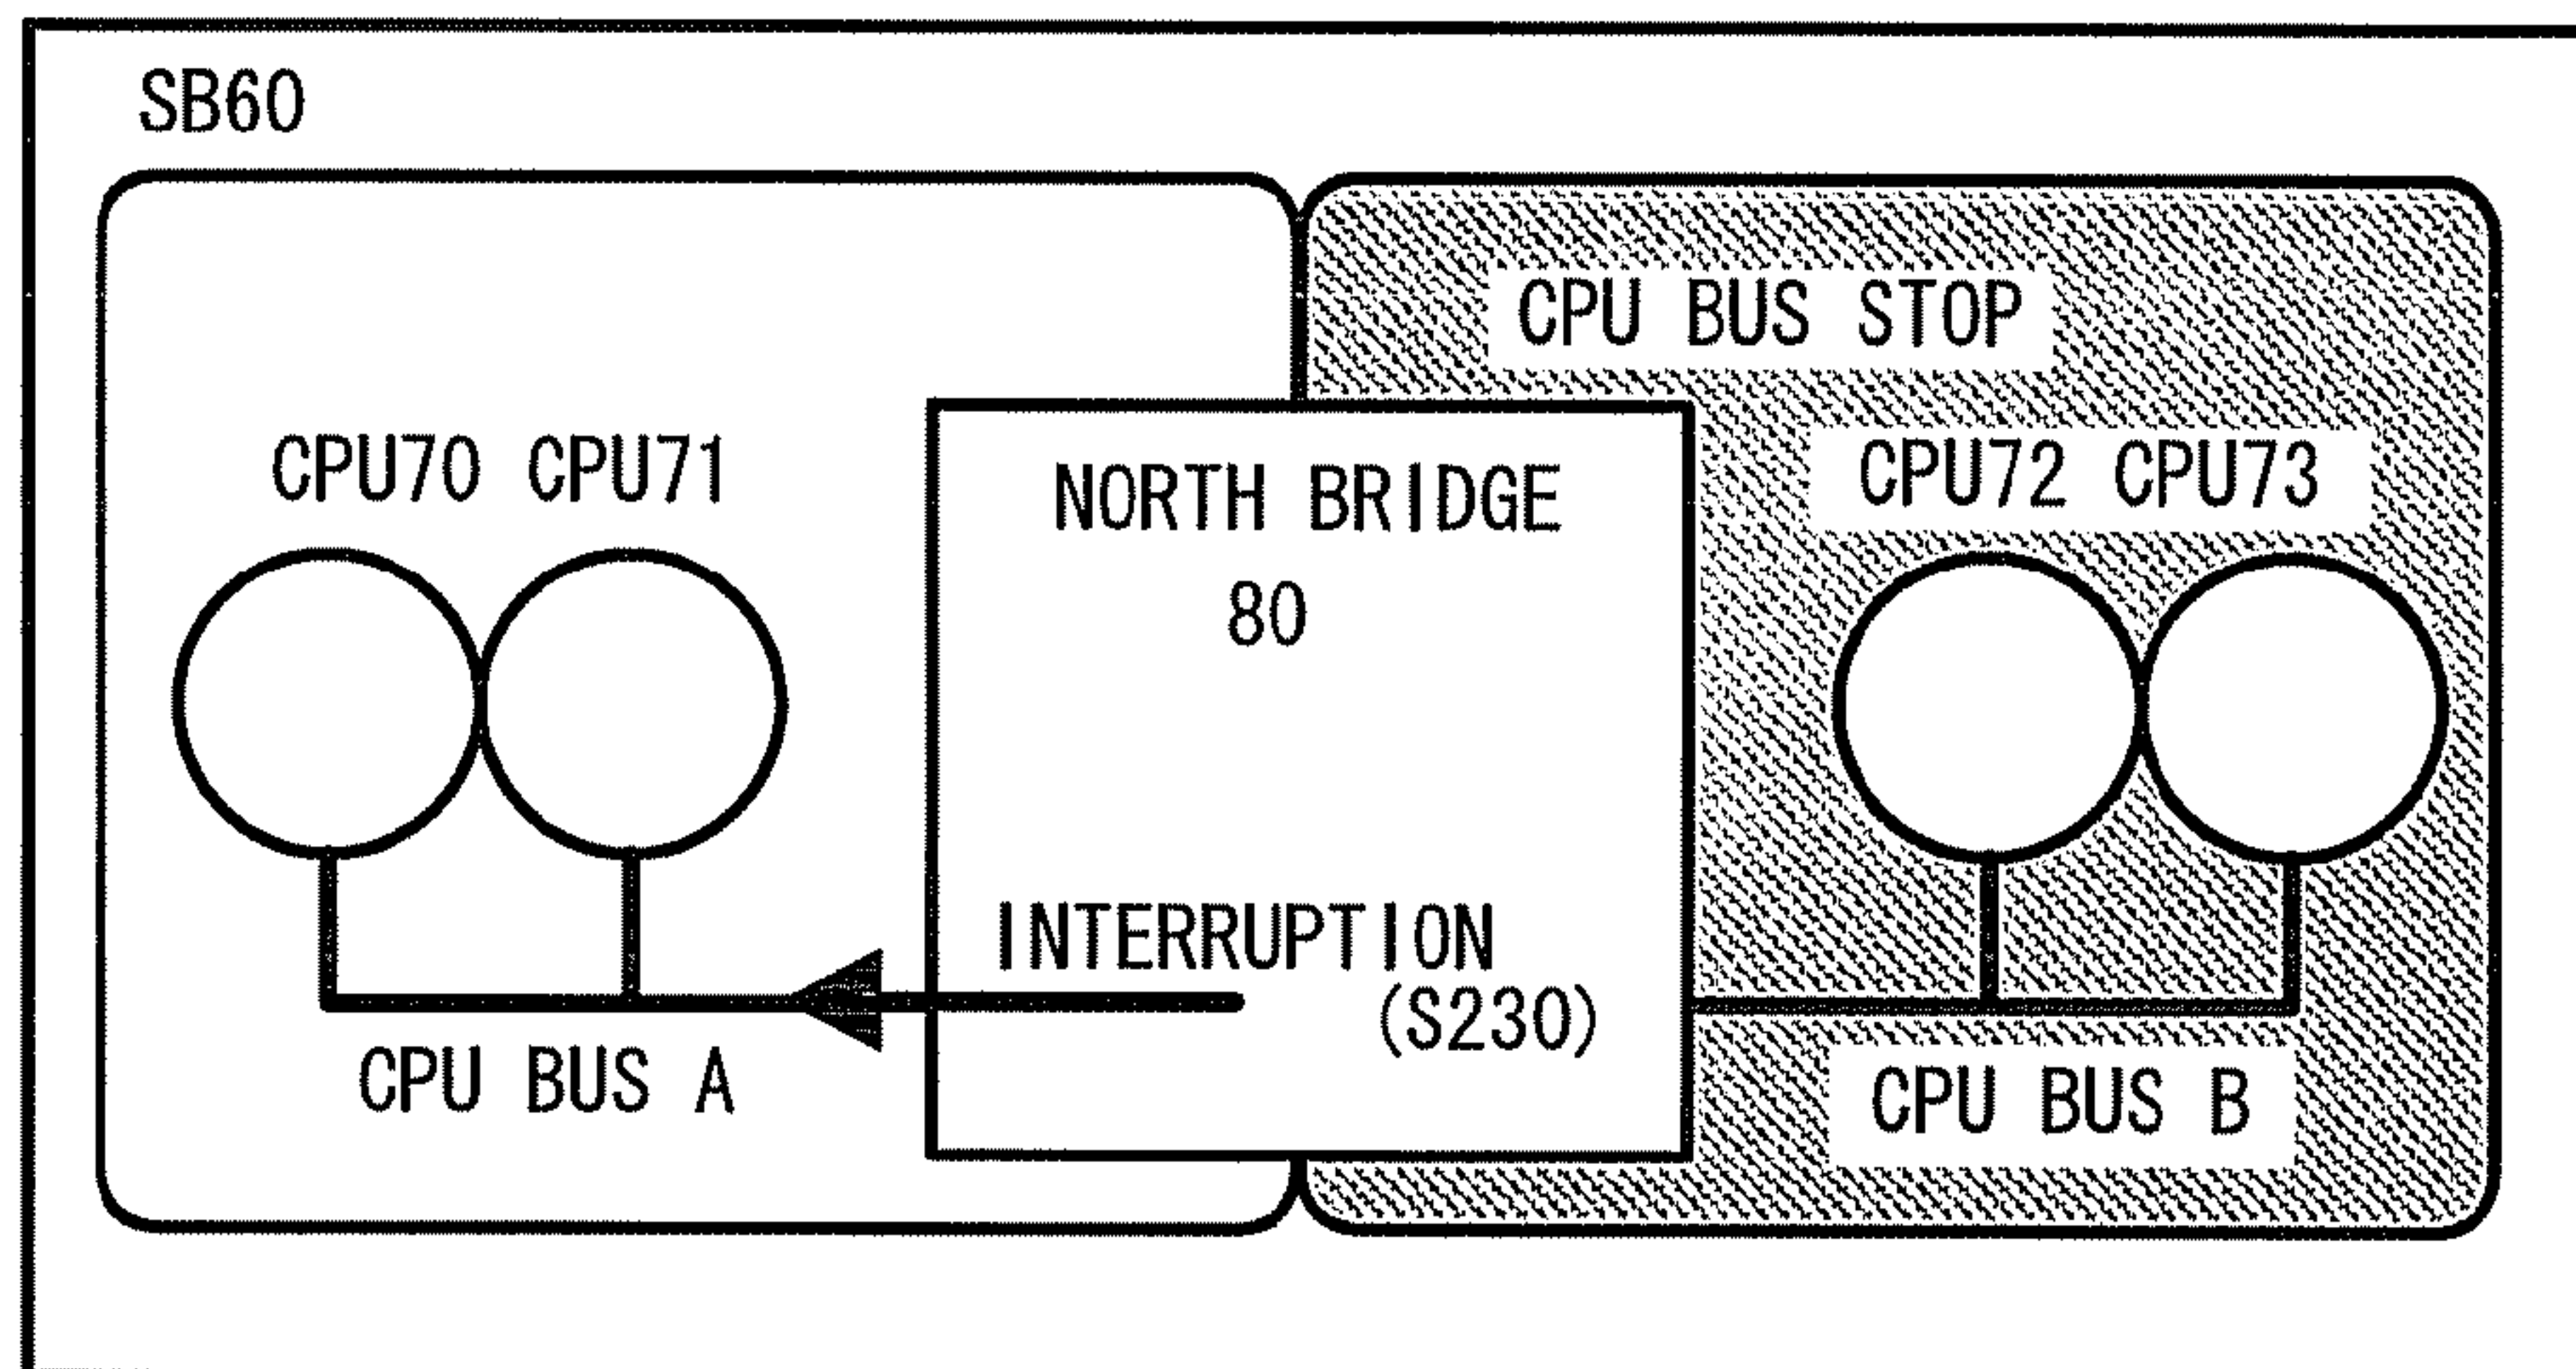 SB60
CPU BUS STOP
CPU70 CPU71
NORTH BRIDGE
80
CPU72 CPU73
INTERRUPTION
(S230)
CPU BUS A
CPU BUS B